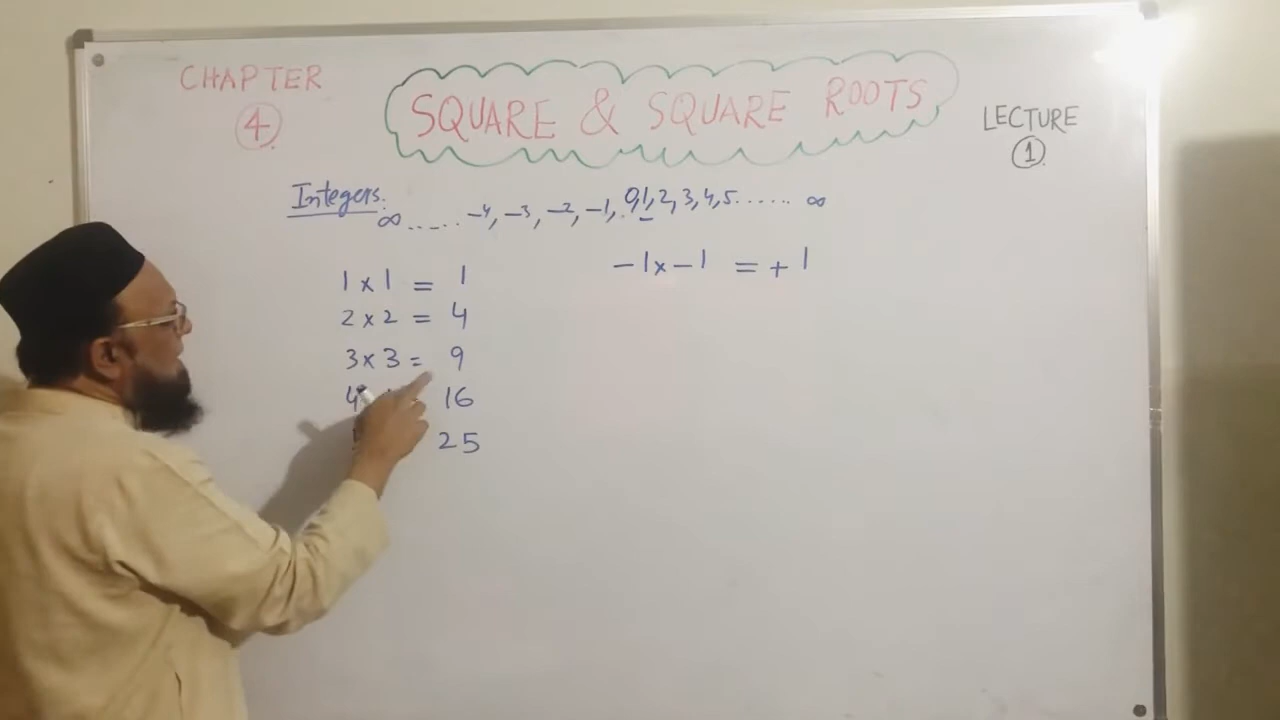 CHAPTER
4
SQUARE & SQUARE ROOTS
LECTURE
1
Integers.
∞ ...... -4, -3, -2, -1, 0, 1, 2, 3, 4, 5 ...... ∞
1 x 1 = 1
2 x 2 = 4
3 x 3 = 9
4 16
25
-1 x -1 = +1